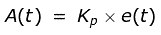 A(t) = Kₚ × e(t)